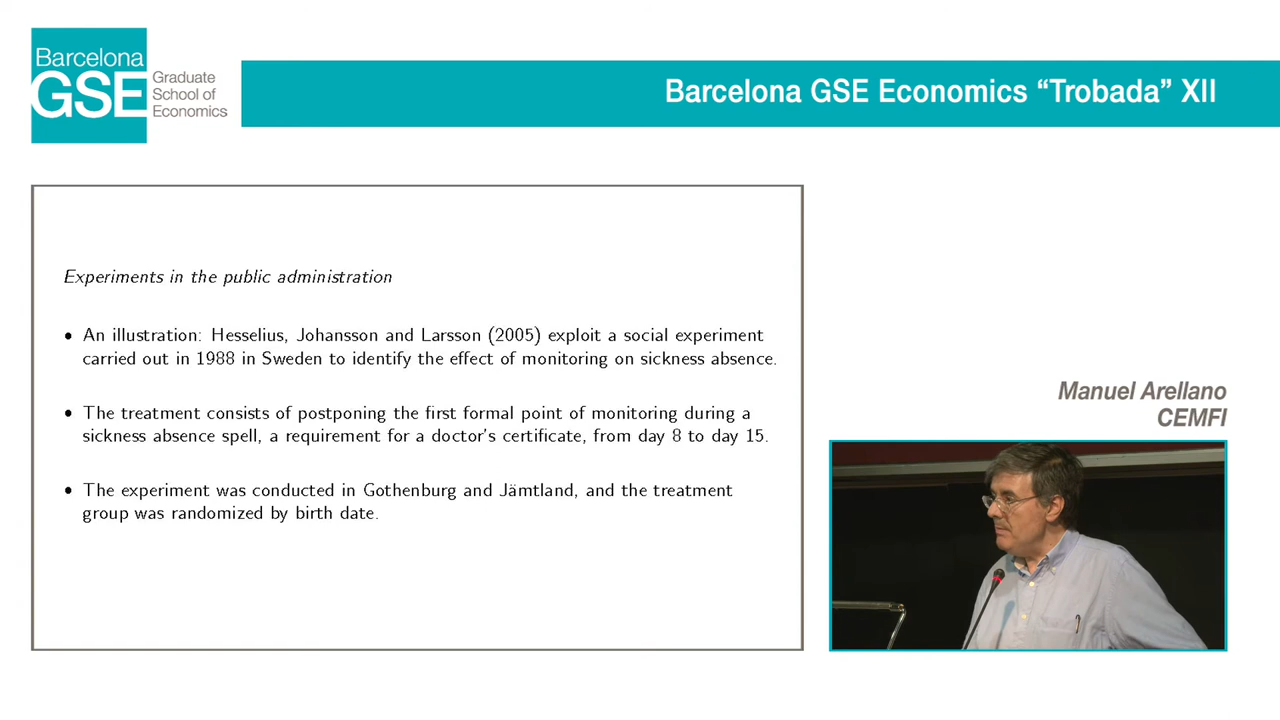 Barcelona
GSE
Graduate
School of
Economics
Barcelona GSE Economics “Trobada” XII
Experiments in the public administration
• An illustration: Hesselius, Johansson and Larsson (2005) exploit a social experiment
carried out in 1988 in Sweden to identify the effect of monitoring on sickness absence.
• The treatment consists of postponing the first formal point of monitoring during a
sickness absence spell, a requirement for a doctor's certificate, from day 8 to day 15.
• The experiment was conducted in Gothenburg and Jämtland, and the treatment
group was randomized by birth date.
Manuel Arellano
CEMFI